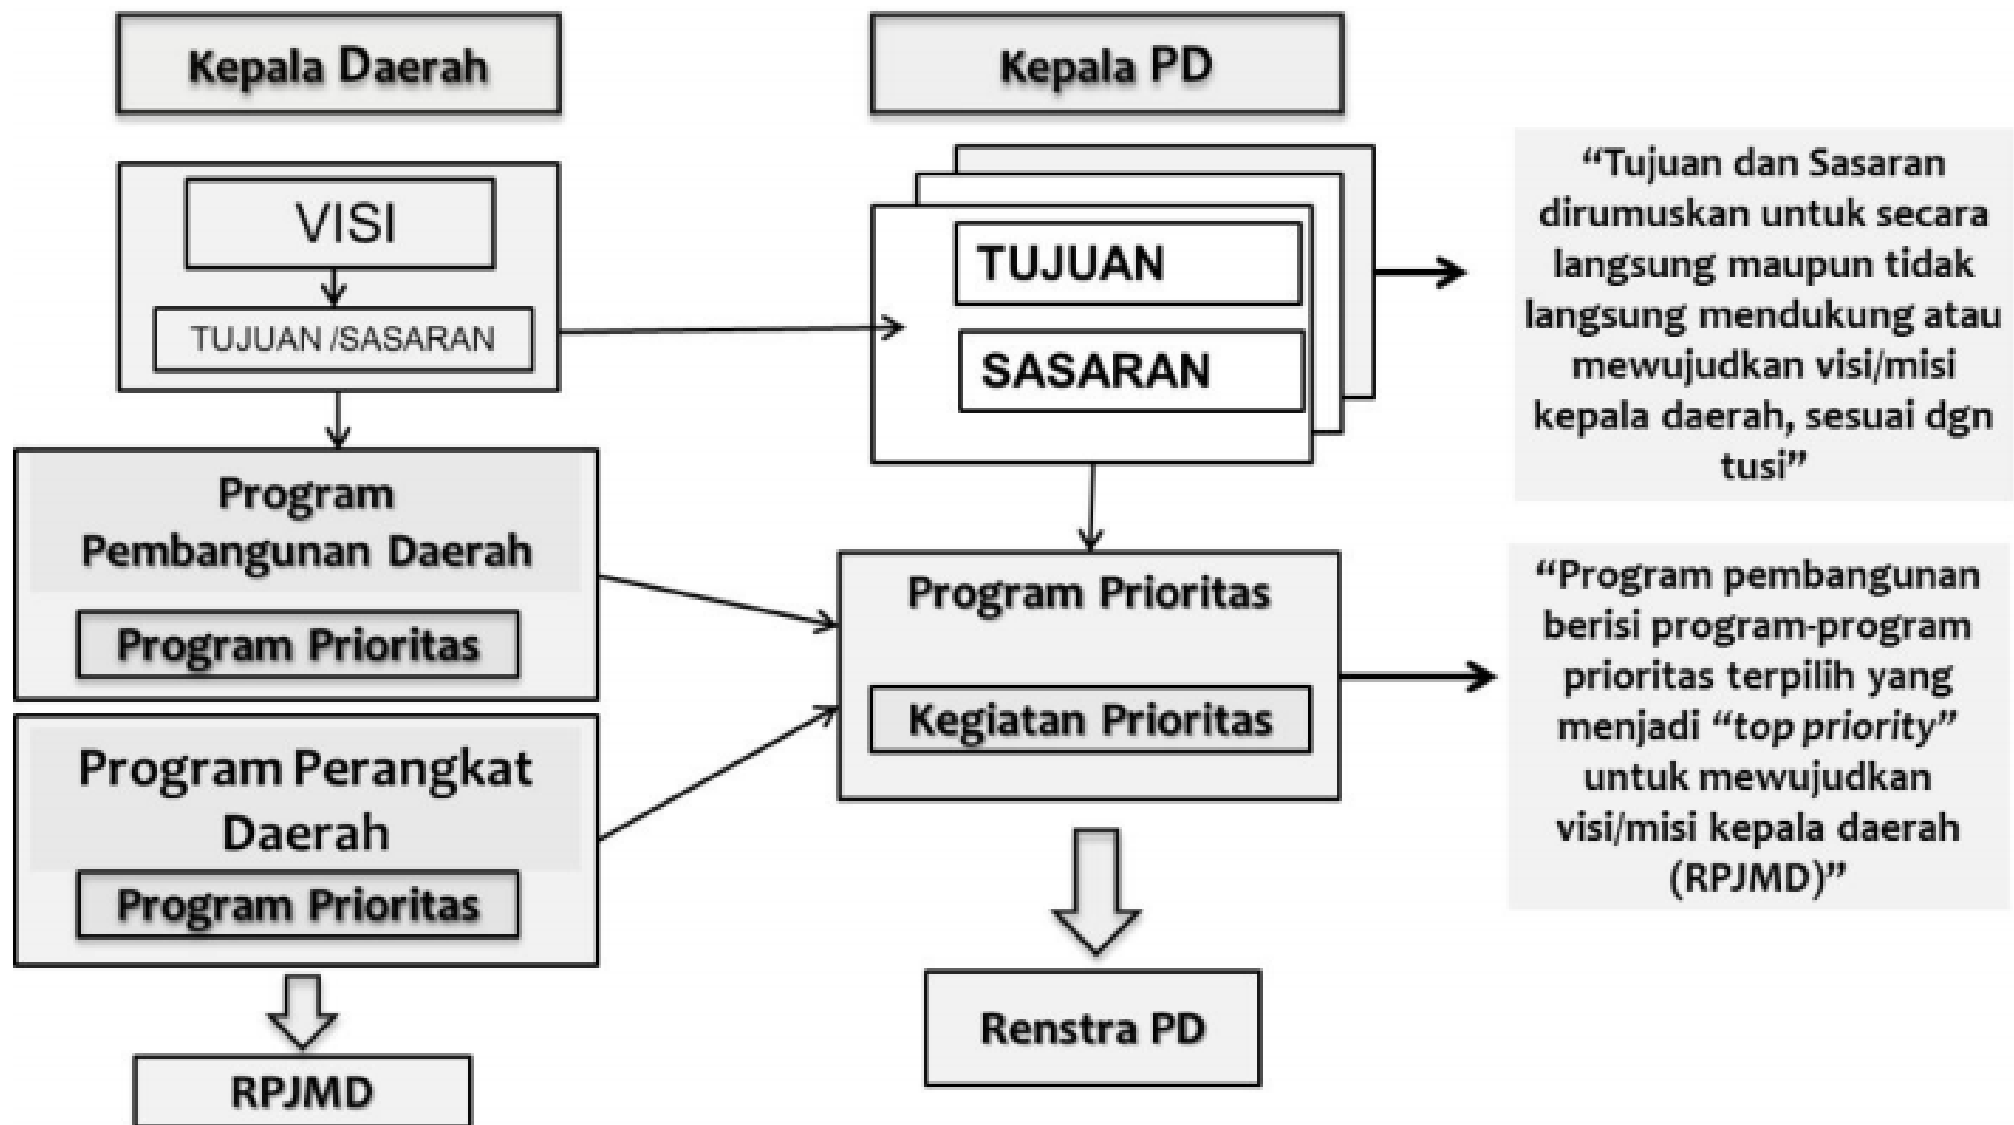 Kepala Daerah
Kepala PD
VISI
TUJUAN /SASARAN
TUJUAN
SASARAN
“Tujuan dan Sasaran
dirumuskan untuk secara
langsung maupun tidak
langsung mendukung atau
mewujudkan visi/misi
kepala daerah, sesuai dgn
tusi”
Program
Pembangunan Daerah
Program Prioritas
Program Perangkat
Daerah
Program Prioritas
RPJMD
Program Prioritas
Kegiatan Prioritas
Renstra PD
“Program pembangunan
berisi program-program
prioritas terpilih yang
menjadi “top priority”
untuk mewujudkan
visi/misi kepala daerah
(RPJMD)”